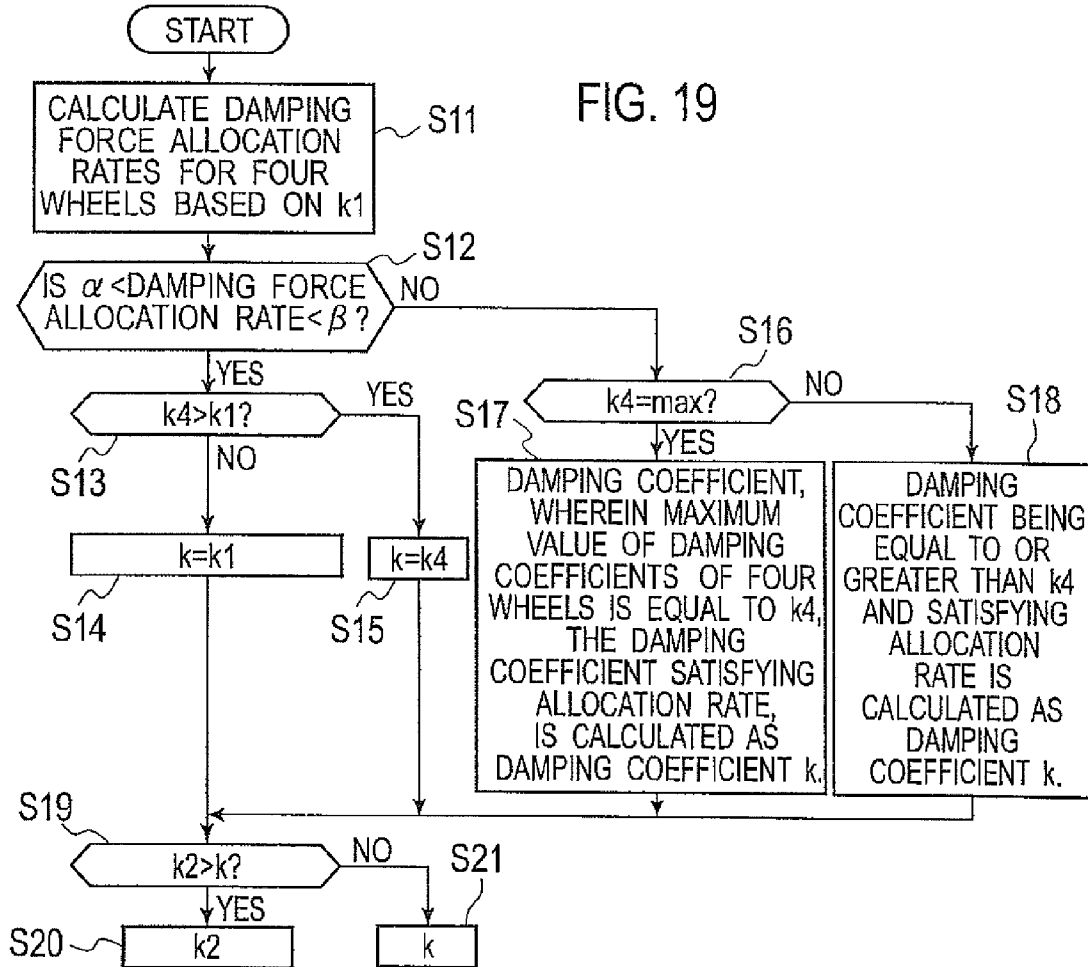 START
FIG. 19
CALCULATE DAMPING
FORCE ALLOCATION
RATES FOR FOUR
WHEELS BASED ON k1
S11
S12
IS α<DAMPING FORCE
ALLOCATION RATE<β?
NO
YES
S16
k4=max?
NO
YES
k4>k1?
YES
S13
NO
k=k1
S14
k=k4
S15
S17
DAMPING COEFFICIENT,
WHEREIN MAXIMUM
VALUE OF DAMPING
COEFFICIENTS OF FOUR
WHEELS IS EQUAL TO k4,
THE DAMPING
COEFFICIENT SATISFYING
ALLOCATION RATE,
IS CALCULATED AS
DAMPING COEFFICIENT k.
S18
DAMPING
COEFFICIENT BEING
EQUAL TO OR
GREATER THAN k4
AND SATISFYING
ALLOCATION
RATE IS
CALCULATED AS
DAMPING
COEFFICIENT k.
S19
k2>k?
NO
YES
S21
S20
k2
k